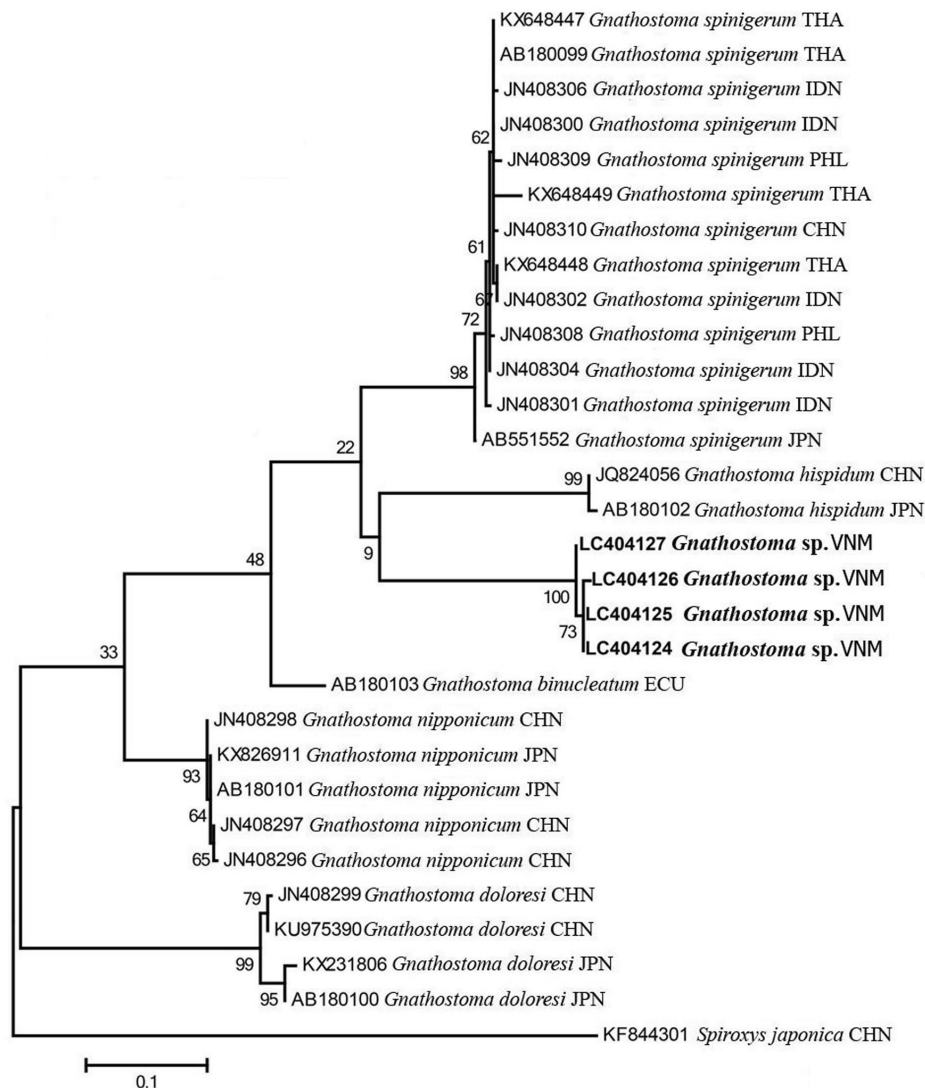 KX648447 Gnathostoma spinigerum THA
AB180099 Gnathostoma spinigerum THA
JN408306 Gnathostoma spinigerum IDN
JN408300 Gnathostoma spinigerum IDN
62
JN408309 Gnathostoma spinigerum PHL
KX648449 Gnathostoma spinigerum THA
JN408310 Gnathostoma spinigerum CHN
61
KX648448 Gnathostoma spinigerum THA
67
JN408302 Gnathostoma spinigerum IDN
72
JN408308 Gnathostoma spinigerum PHL
JN408304 Gnathostoma spinigerum IDN
98
JN408301 Gnathostoma spinigerum IDN
AB551552 Gnathostoma spinigerum JPN
22
99
JQ824056 Gnathostoma hispidum CHN
AB180102 Gnathostoma hispidum JPN
9
LC404127 Gnathostoma sp. VNM
48
LC404126 Gnathostoma sp. VNM
100
LC404125 Gnathostoma sp. VNM
73
LC404124 Gnathostoma sp. VNM
33
AB180103 Gnathostoma binucleatum ECU
JN408298 Gnathostoma nipponicum CHN
KX826911 Gnathostoma nipponicum JPN
93
AB180101 Gnathostoma nipponicum JPN
64
JN408297 Gnathostoma nipponicum CHN
65
JN408296 Gnathostoma nipponicum CHN
79
JN408299 Gnathostoma doloresi CHN
KU975390 Gnathostoma doloresi CHN
99
KX231806 Gnathostoma doloresi JPN
95
AB180100 Gnathostoma doloresi JPN
KF844301 Spiroxys japonica CHN
0.1